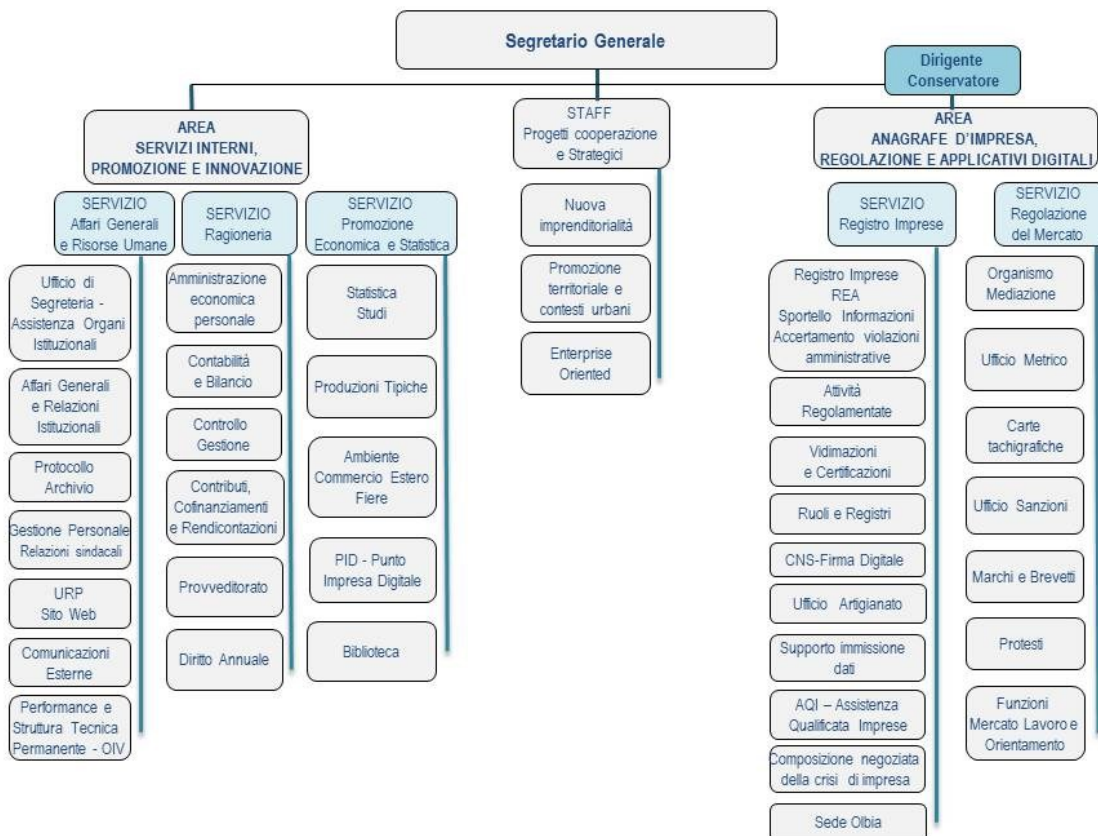 Segretario Generale
Dirigente
Conservatore
AREA
SERVIZI INTERNI,
PROMOZIONE E INNOVAZIONE
STAFF
Progetti cooperazione
e Strategici
AREA
ANAGRAFE D'IMPRESA,
REGOLAZIONE E APPLICATIVI DIGITALI
SERVIZIO
Affari Generali
e Risorse Umane
Ufficio di
Segreteria -
Assistenza Organi
Istituzionali
Affari Generali
e Relazioni
Istituzionali
Protocollo
Archivio
Gestione Personale
Relazioni sindacali
URP
Sito Web
Comunicazioni
Esterne
Performance e
Struttura Tecnica
Permanente - OIV
SERVIZIO
Ragioneria
Amministrazione
economica
personale
Contabilità
e Bilancio
Controllo
Gestione
Contributi,
Cofinanziamenti
e Rendicontazioni
Provveditorato
Diritto Annuale
SERVIZIO
Promozione
Economica e Statistica
Statistica
Studi
Produzioni Tipiche
Ambiente
Commercio Estero
Fiere
PID - Punto
Impresa Digitale
Biblioteca
Nuova
imprenditorialità
Promozione
territoriale e
contesti urbani
Enterprise
Oriented
SERVIZIO
Registro Imprese
Registro Imprese
REA
Sportello Informazioni
Accertamento violazioni
amministrative
Attività
Regolamentate
Vidimazioni
e Certificazioni
Ruoli e Registri
CNS-Firma Digitale
Ufficio Artigianato
Supporto immissione
dati
AQI – Assistenza
Qualificata Imprese
Composizione negoziata
della crisi di impresa
Sede Olbia
SERVIZIO
Regolazione
del Mercato
Organismo
Mediazione
Ufficio Metrico
Carte
tachigrafiche
Ufficio Sanzioni
Marchi e Brevetti
Protesti
Funzioni
Mercato Lavoro e
Orientamento